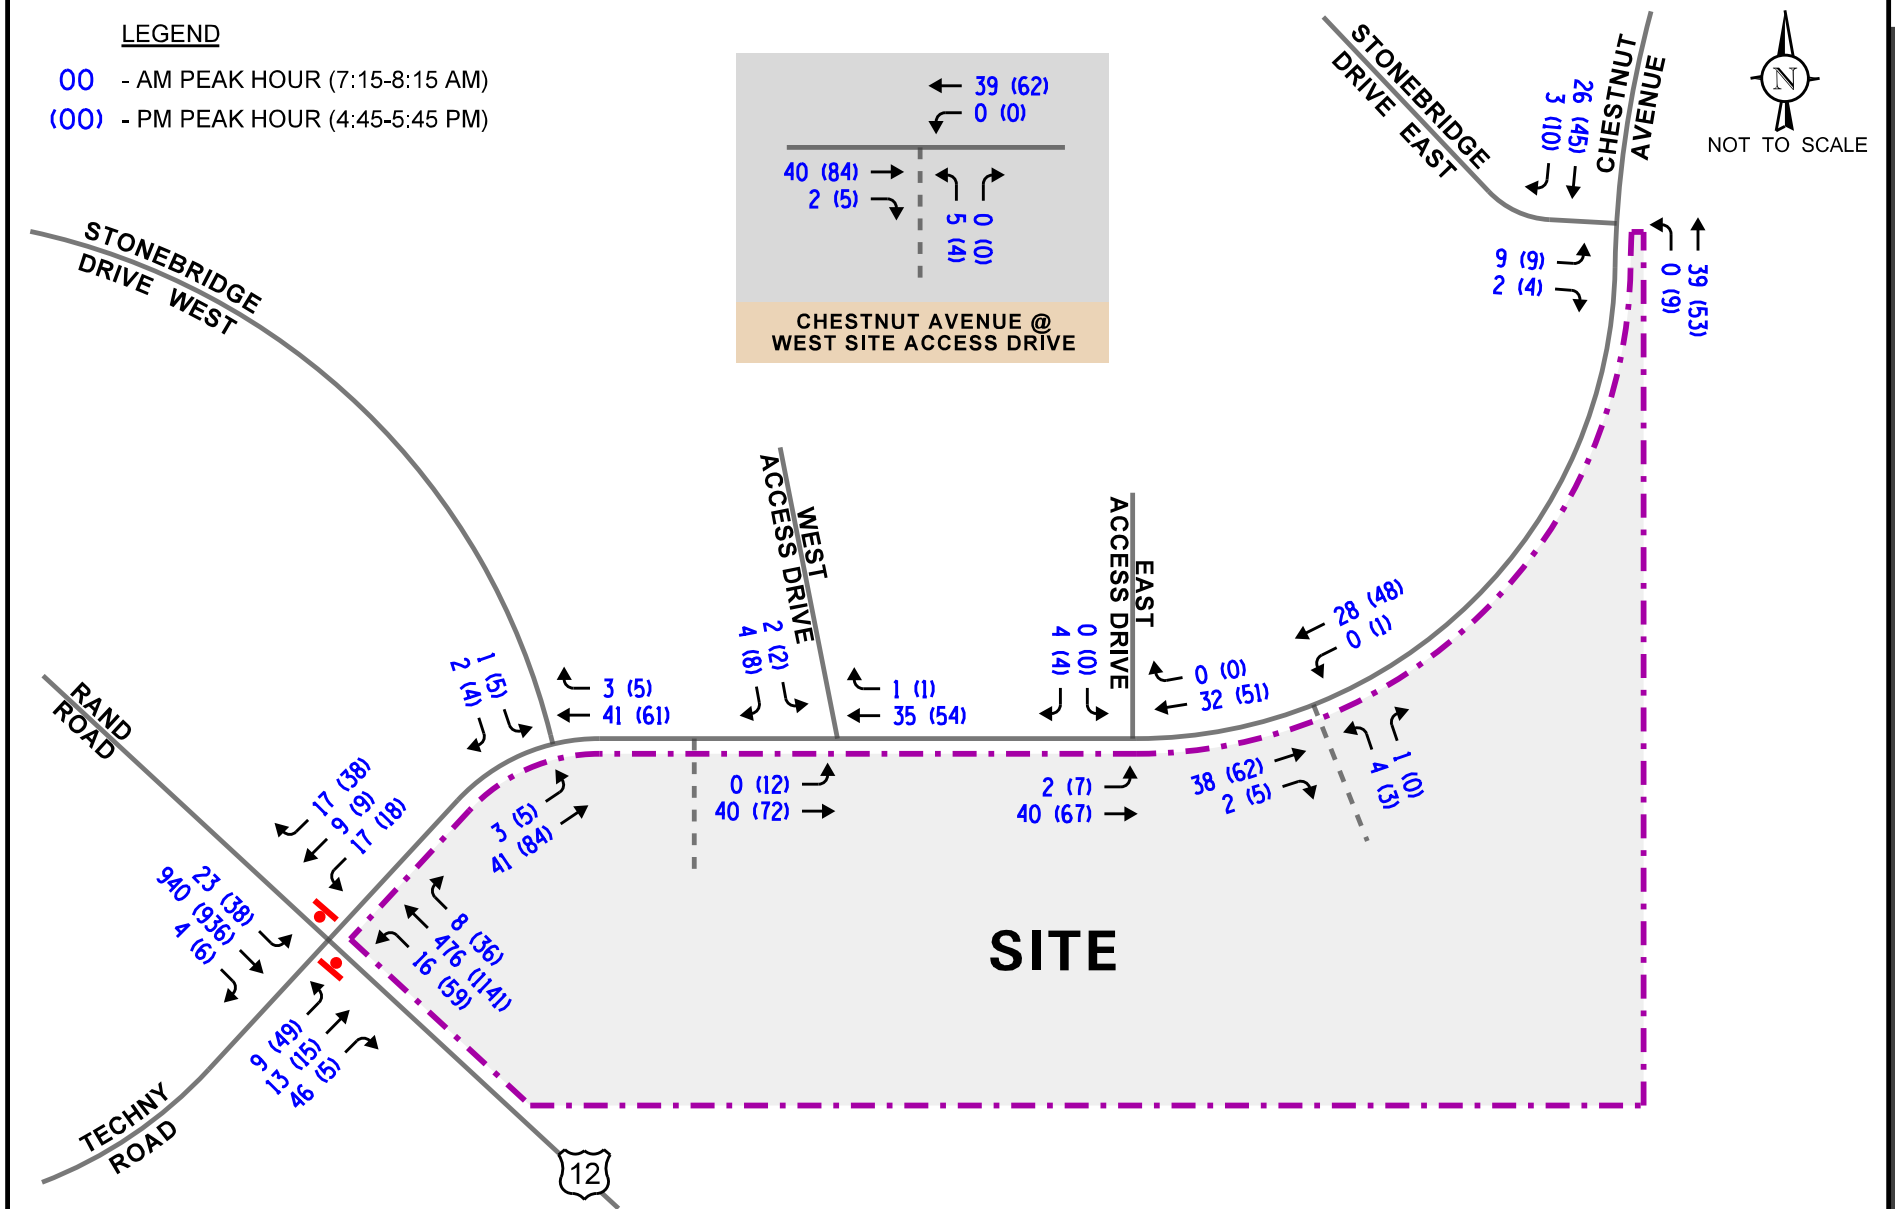 LEGEND
00 - AM PEAK HOUR (7:15-8:15 AM)
(00) - PM PEAK HOUR (4:45-5:45 PM)
39 (62)
0 (0)
40 (84)
2 (5)
5 (4)
0 (0)
CHESTNUT AVENUE @
WEST SITE ACCESS DRIVE
STONEBRIDGE
DRIVE EAST
26 (45)
3 (10)
CHESTNUT
AVENUE
N
NOT TO SCALE
9 (9)
2 (4)
39 (53)
0 (9)
STONEBRIDGE
DRIVE WEST
WEST
ACCESS DRIVE
EAST
ACCESS DRIVE
28 (48)
0 (1)
1 (5)
2 (4)
3 (5)
41 (61)
2 (2)
4 (8)
1 (1)
35 (54)
0 (0)
4 (4)
0 (0)
32 (51)
RAND
ROAD
17 (38)
9 (9)
17 (18)
3 (5)
41 (84)
0 (12)
40 (72)
2 (7)
40 (67)
38 (62)
2 (5)
1 (0)
4 (3)
23 (38)
940 (936)
4 (6)
8 (36)
476 (1141)
16 (59)
SITE
9 (49)
13 (15)
46 (5)
TECHNY
ROAD
12